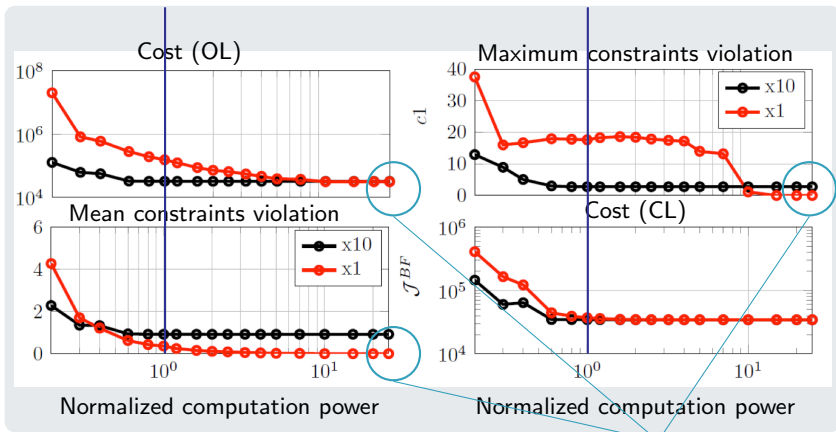 Cost (OL)
10^8
10^6
10^4
Maximum constraints violation
c1
40
30
20
10
0
x10
x1
Mean constraints violation
6
4
2
0
x10
x1
10^0
10^1
Normalized computation power
Cost (CL)
J^BF
10^6
10^5
10^4
10^0
10^1
Normalized computation power